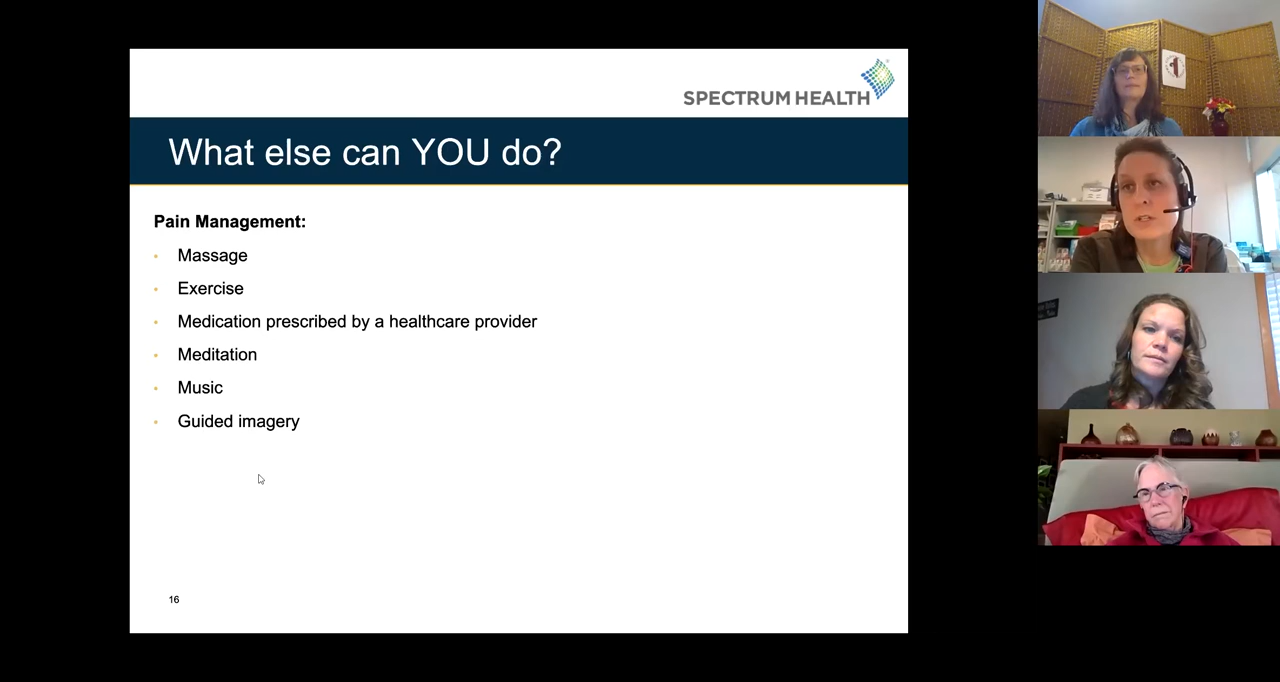 SPECTRUM HEALTH
What else can YOU do?
Pain Management:
• Massage
• Exercise
• Medication prescribed by a healthcare provider
• Meditation
• Music
• Guided imagery
16